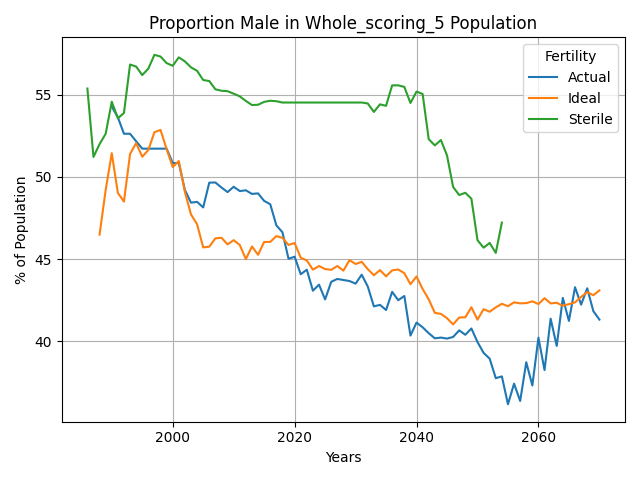 Proportion Male in Whole_scoring_5 Population
Fertility
Actual
Ideal
Sterile
% of Population
55
50
45
40
2000
2020
2040
2060
Years